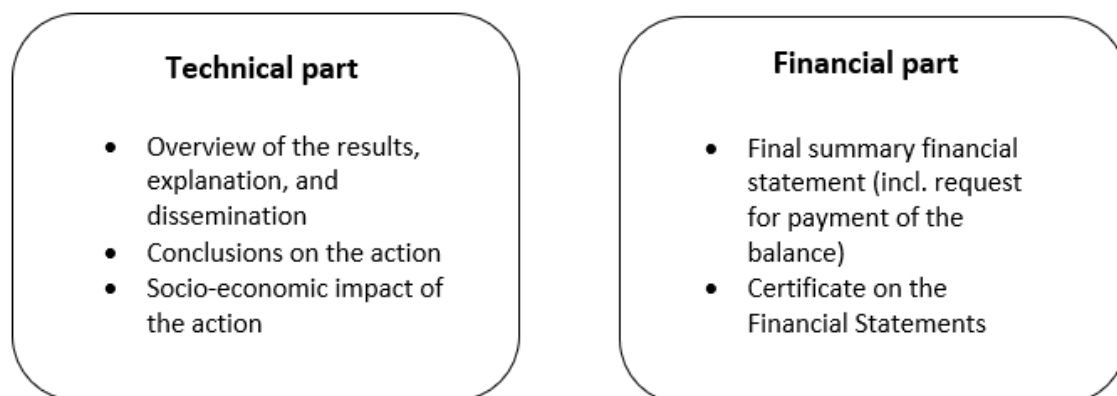 Technical part
• Overview of the results,
explanation, and
dissemination
• Conclusions on the action
• Socio-economic impact of
the action
Financial part
• Final summary financial
statement (incl. request
for payment of the
balance)
• Certificate on the
Financial Statements